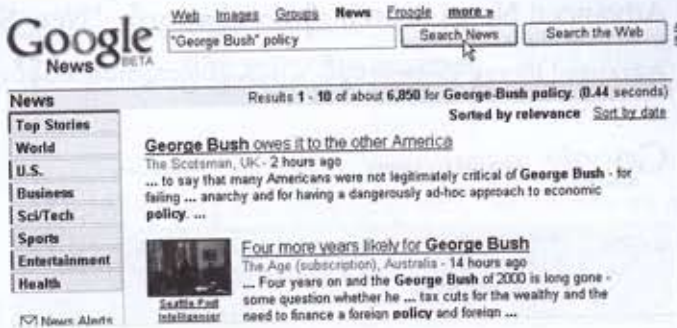 Web Images Groups News Froogle more »
Google News BETA
"George Bush" policy Search News Search the Web
News Results 1 - 10 of about 6,850 for George-Bush policy. (0.44 seconds)
Sorted by relevance Sort by date
Top Stories
World
U.S.
Business
Sci/Tech
Sports
Entertainment
Health
News Alerts
George Bush owes it to the other America
The Scotsman, UK - 2 hours ago
... to say that many Americans were not legitimately critical of George Bush - for
failing ... anarchy and for having a dangerously ad-hoc approach to economic
policy. ...
Four more years likely for George Bush
The Age (subscription), Australia - 14 hours ago
... Four years on and the George Bush of 2000 is long gone -
some question whether he ... tax cuts for the wealthy and the
need to finance a foreign policy and foreign ...
Seattle Post
Intelligencer